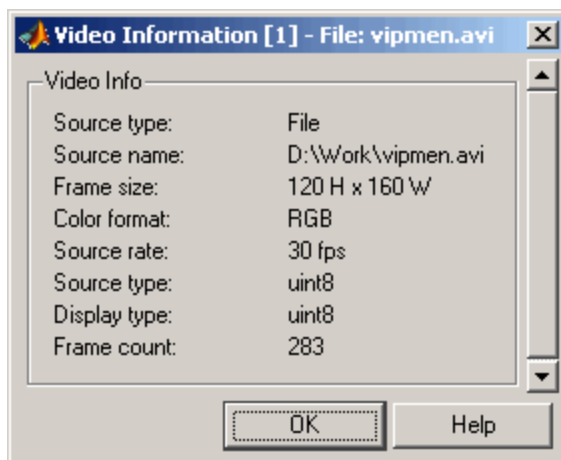 Video Information [1] - File: vipmen.avi
Video Info
Source type: File
Source name: D:\Work\vipmen.avi
Frame size: 120 H x 160 W
Color format: RGB
Source rate: 30 fps
Source type: uint8
Display type: uint8
Frame count: 283
OK Help